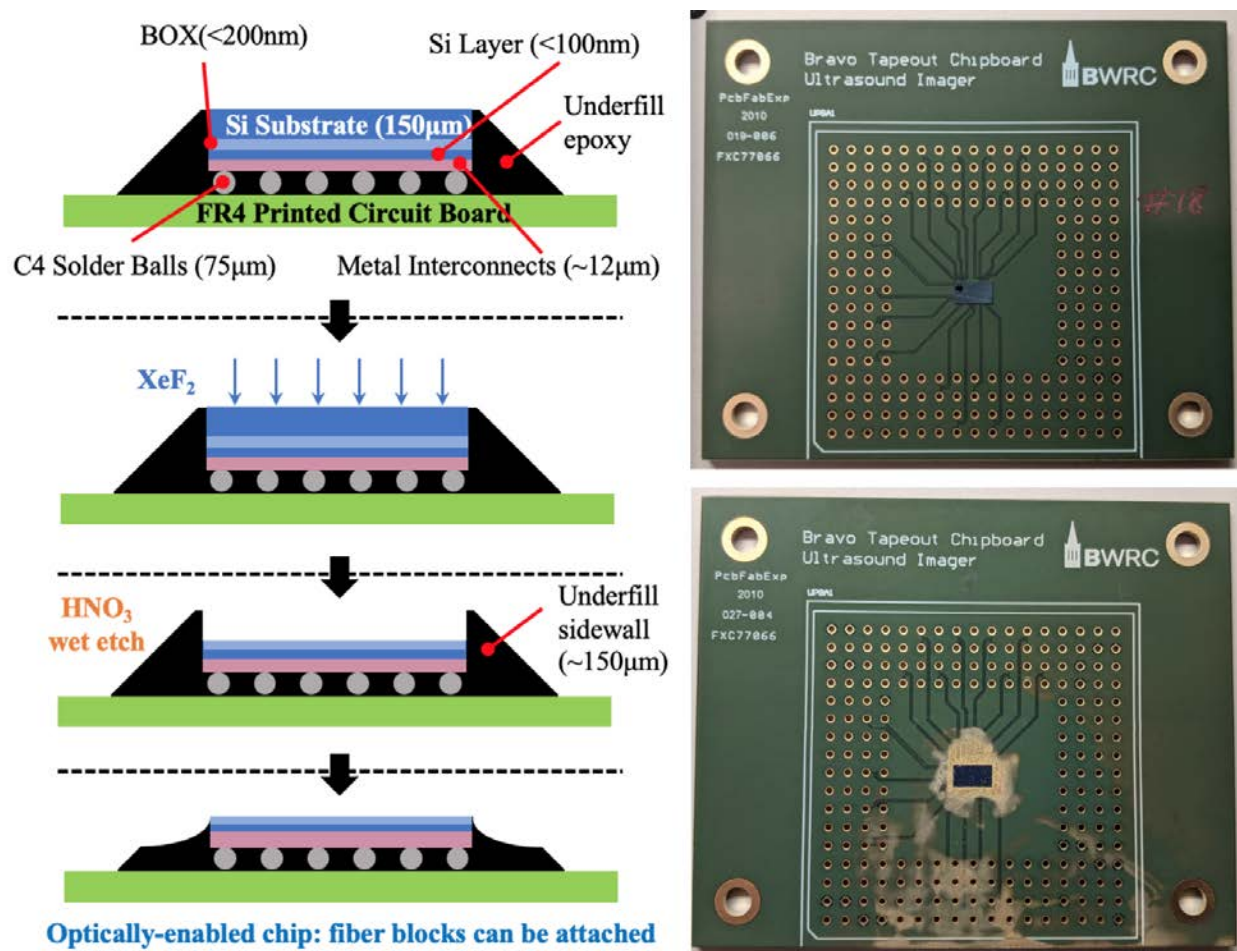 BOX(<200nm)
Si Layer (<100nm)
Si Substrate (150μm)
Underfill
epoxy
FR4 Printed Circuit Board
C4 Solder Balls (75μm)
Metal Interconnects (~12μm)
XeF₂
HNO₃
wet etch
Underfill
sidewall
(~150μm)
Optically-enabled chip: fiber blocks can be attached
Bravo Tapeout Chipboard
Ultrasound Imager
BWRC
PcbFabExp
2010
019-006
FXC77066
UP9A1
#18
Bravo Tapeout Chipboard
Ultrasound Imager
BWRC
PcbFabExp
2010
027-004
FXC77066
UP9A1